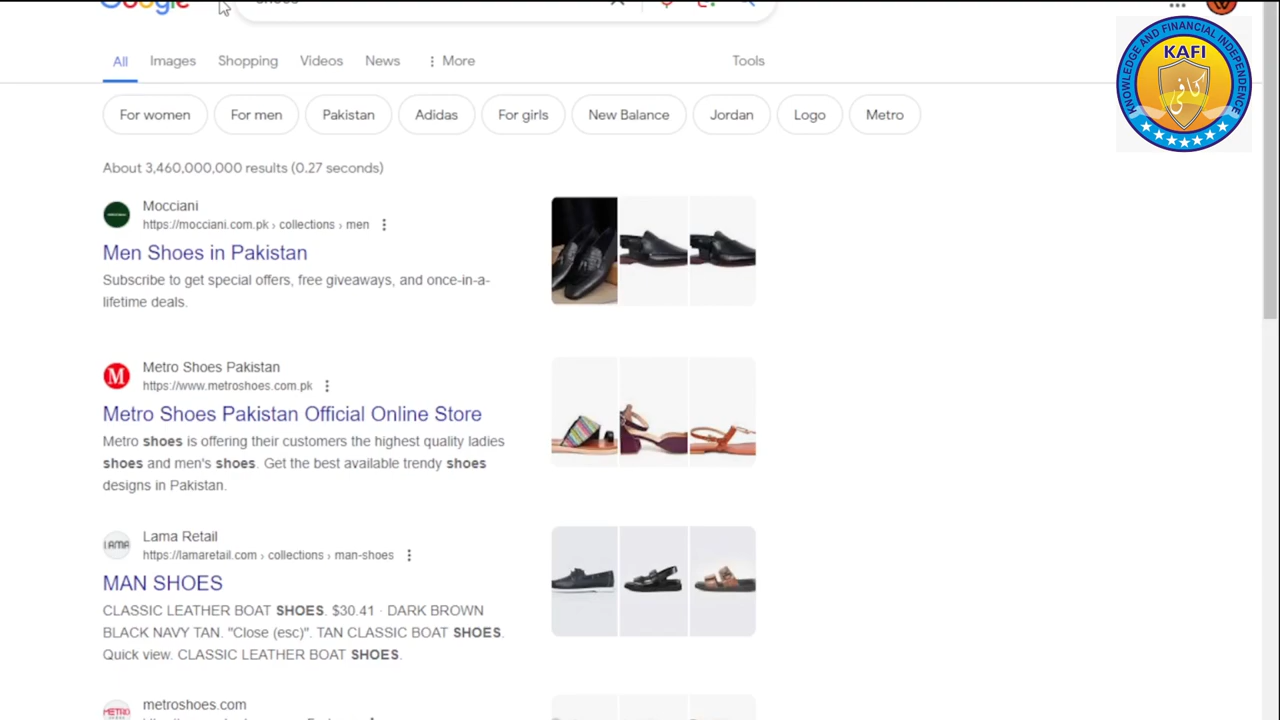 Google
shoes
All Images Shopping Videos News More Tools
For women For men Pakistan Adidas For girls New Balance Jordan Logo Metro
About 3,460,000,000 results (0.27 seconds)
Mocciani
https://mocciani.com.pk › collections › men
Men Shoes in Pakistan
Subscribe to get special offers, free giveaways, and once-in-a-
lifetime deals.
M
Metro Shoes Pakistan
https://www.metroshoes.com.pk
Metro Shoes Pakistan Official Online Store
Metro shoes is offering their customers the highest quality ladies
shoes and men's shoes. Get the best available trendy shoes
designs in Pakistan.
LAMA
Lama Retail
https://lamaretail.com › collections › man-shoes
MAN SHOES
CLASSIC LEATHER BOAT SHOES. $30.41 · DARK BROWN
BLACK NAVY TAN. "Close (esc)". TAN CLASSIC BOAT SHOES.
Quick view. CLASSIC LEATHER BOAT SHOES.
METRO
metroshoes.com
KNOWLEDGE AND FINANCIAL INDEPENDENCE
KAFI
کافی